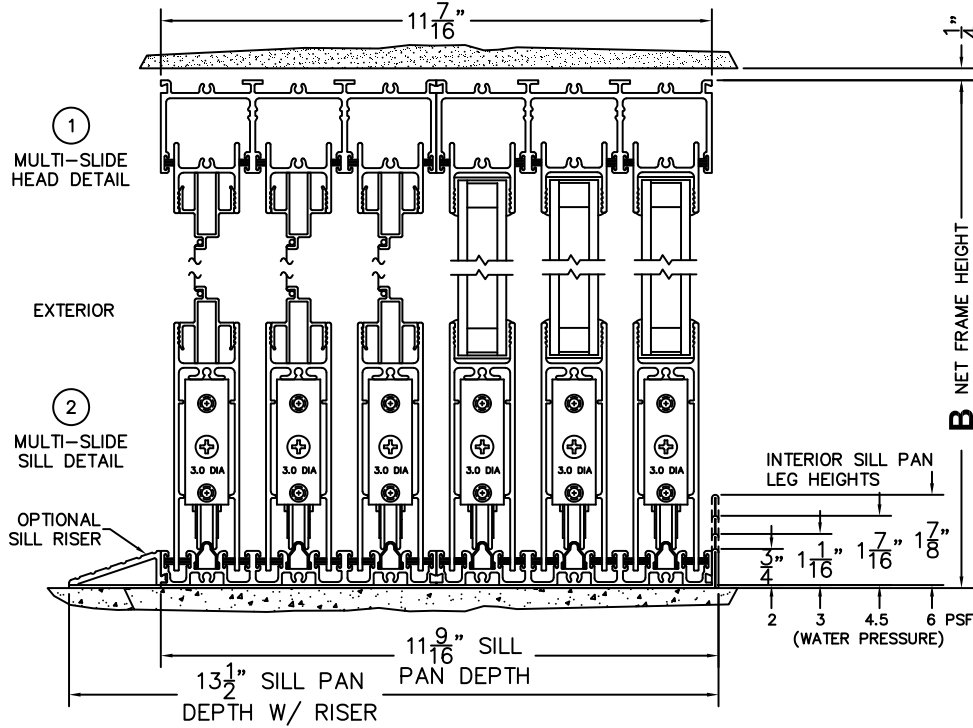 11 7/16"
1/4"
1
MULTI-SLIDE
HEAD DETAIL
EXTERIOR
B NET FRAME HEIGHT
2
MULTI-SLIDE
SILL DETAIL
3.0 DIA
3.0 DIA
3.0 DIA
3.0 DIA
3.0 DIA
3.0 DIA
INTERIOR SILL PAN
LEG HEIGHTS
OPTIONAL
SILL RISER
3/4" 1 1/16" 1 7/16" 1 7/8"
2 3 4.5 6 PSF
(WATER PRESSURE)
11 9/16" SILL
PAN DEPTH
13 1/2" SILL PAN
DEPTH W/ RISER